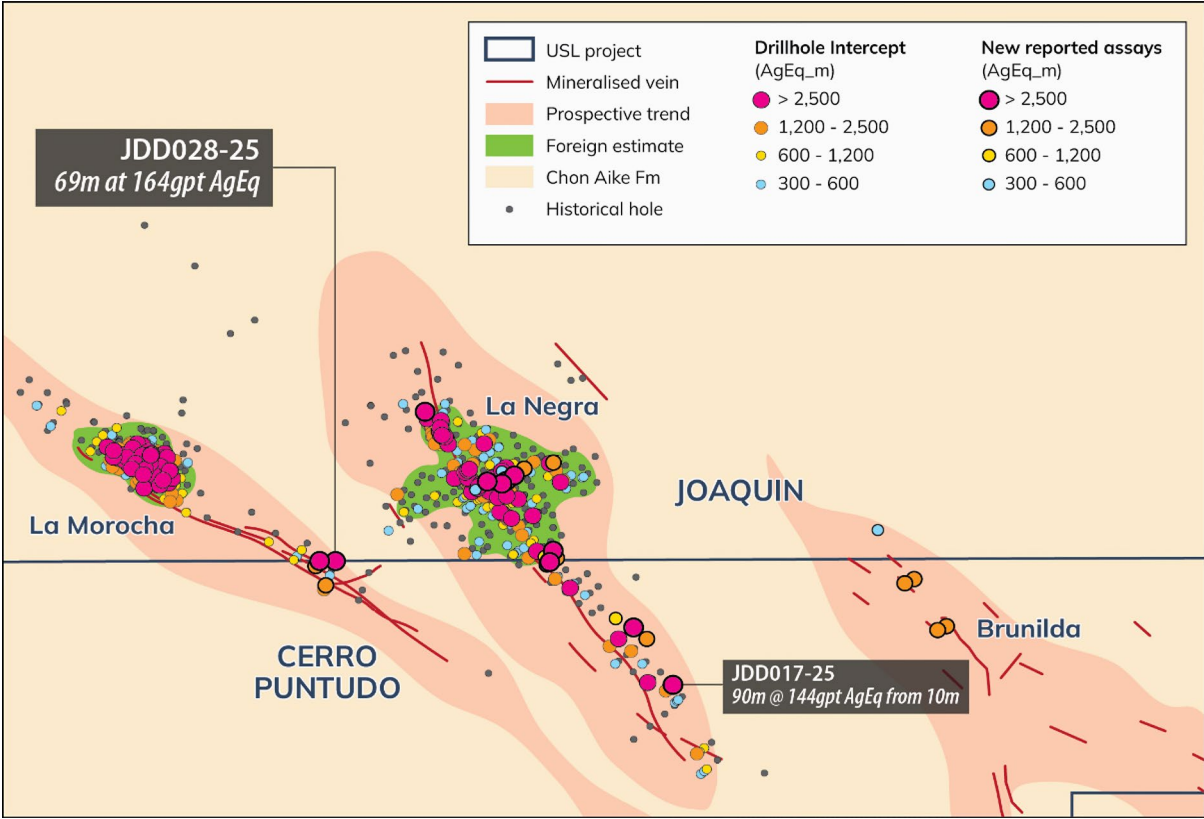 USL project
Mineralised vein
Prospective trend
Foreign estimate
Chon Aike Fm
Historical hole
Drillhole Intercept
(AgEq_m)
> 2,500
1,200 - 2,500
600 - 1,200
300 - 600
New reported assays
(AgEq_m)
> 2,500
1,200 - 2,500
600 - 1,200
300 - 600
JDD028-25
69m at 164gpt AgEq
La Negra
JOAQUIN
La Morocha
Brunilda
CERRO
PUNTUDO
JDD017-25
90m @ 144gpt AgEq from 10m